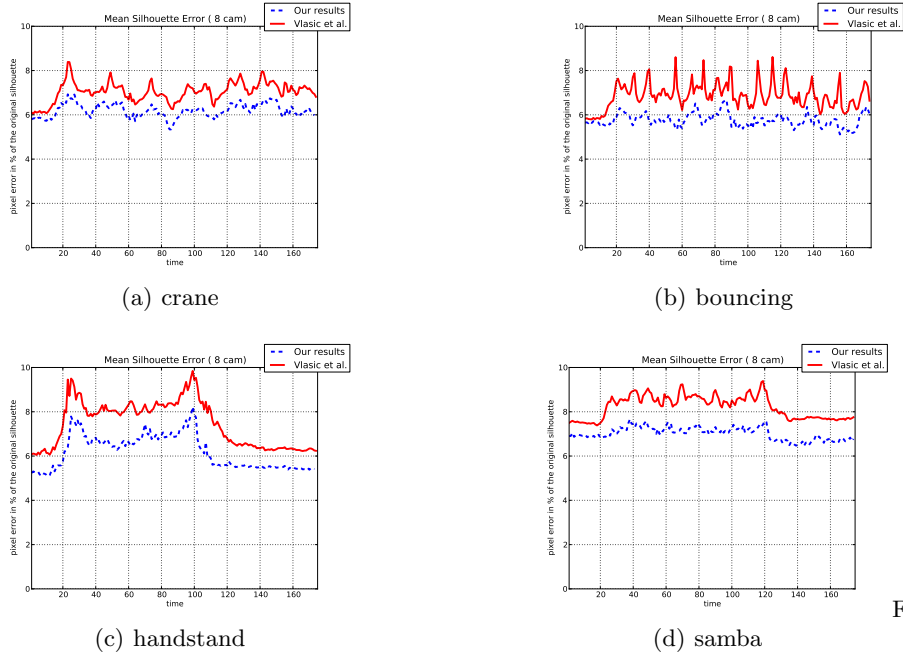 Mean Silhouette Error ( 8 cam)
Our results
Vlasic et al.
pixel error in % of the original silhouette
10
8
6
4
2
0
20 40 60 80 100 120 140 160
time
(a) crane
Mean Silhouette Error ( 8 cam)
Our results
Vlasic et al.
pixel error in % of the original silhouette
10
8
6
4
2
0
20 40 60 80 100 120 140 160
time
(b) bouncing
Mean Silhouette Error ( 8 cam)
Our results
Vlasic et al.
pixel error in % of the original silhouette
10
8
6
4
2
0
20 40 60 80 100 120 140 160
time
(c) handstand
Mean Silhouette Error ( 8 cam)
Our results
Vlasic et al.
pixel error in % of the original silhouette
10
8
6
4
2
0
20 40 60 80 100 120 140 160
time
(d) samba
F